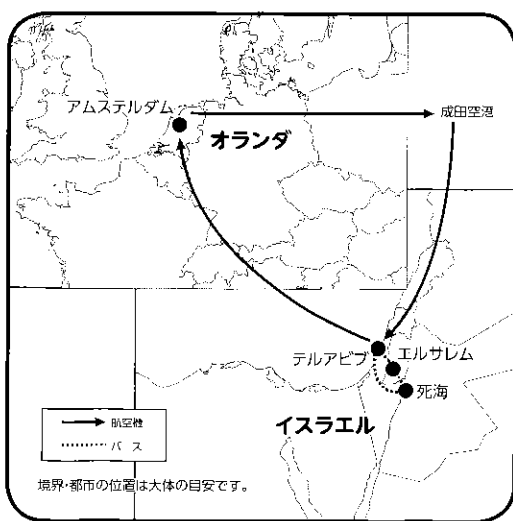 アムステルダム
成田空港
オランダ
テルアビブ
エルサレム
死海
イスラエル
航空機
バス
境界・都市の位置は大体の目安です。